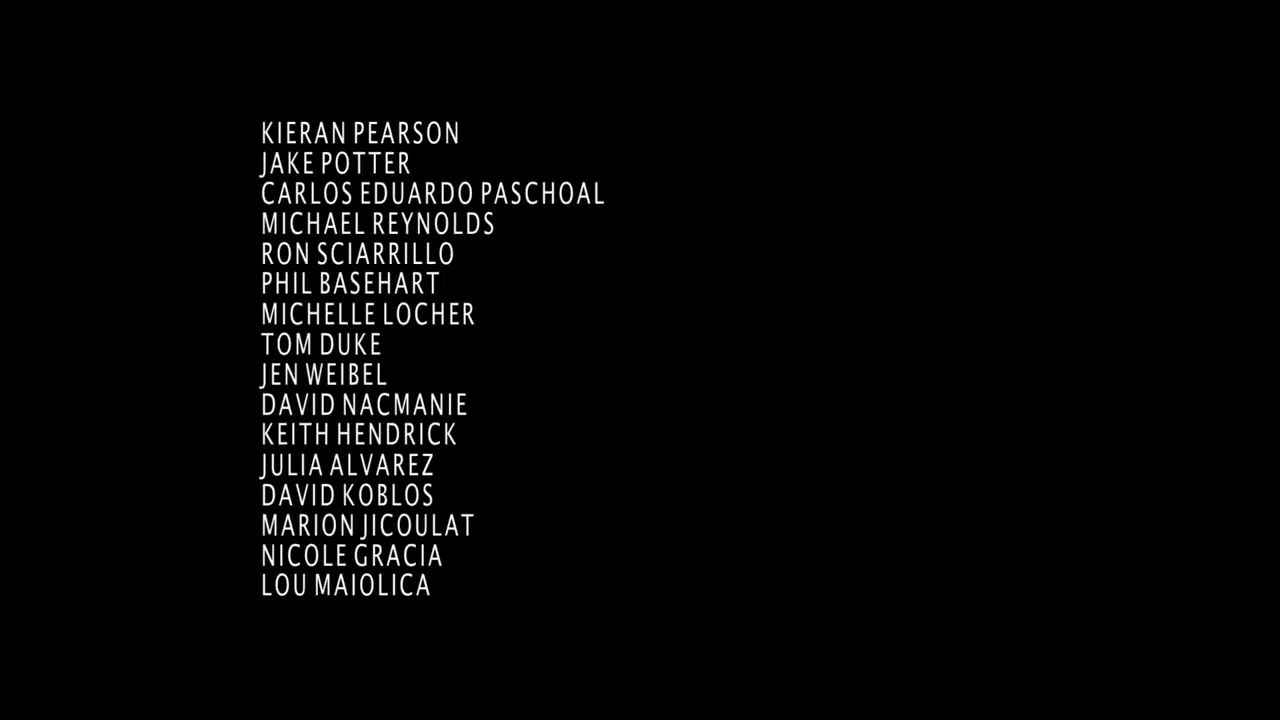 KIERAN PEARSON
JAKE POTTER
CARLOS EDUARDO PASCHOAL
MICHAEL REYNOLDS
RON SCIARRILLO
PHIL BASEHART
MICHELLE LOCHER
TOM DUKE
JEN WEIBEL
DAVID NACMANIE
KEITH HENDRICK
JULIA ALVAREZ
DAVID KOBLOS
MARION JICOULAT
NICOLE GRACIA
LOU MAIOLICA